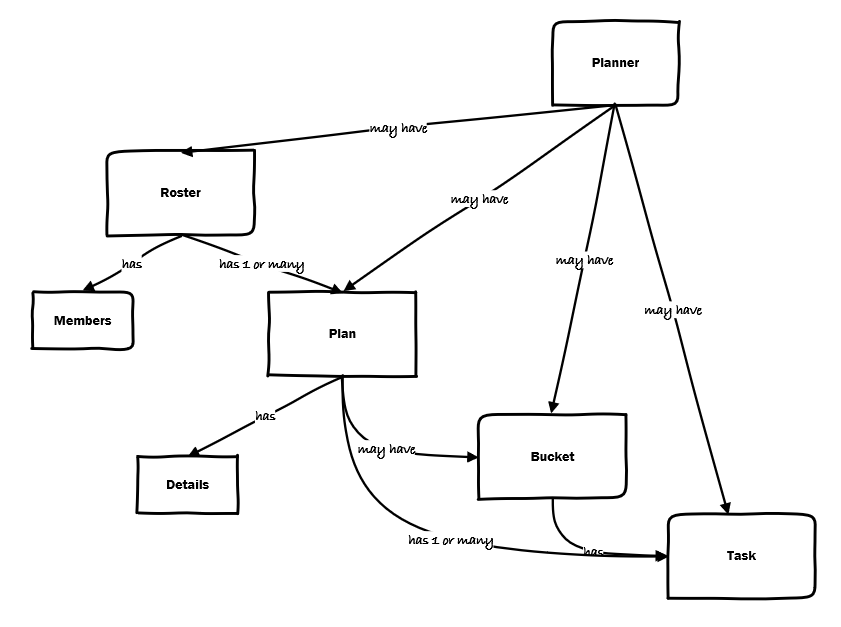 Planner
may have
Roster
may have
has
has 1 or many
may have
Members
may have
Plan
has
may have
Bucket
Details
has 1 or many
has
Task